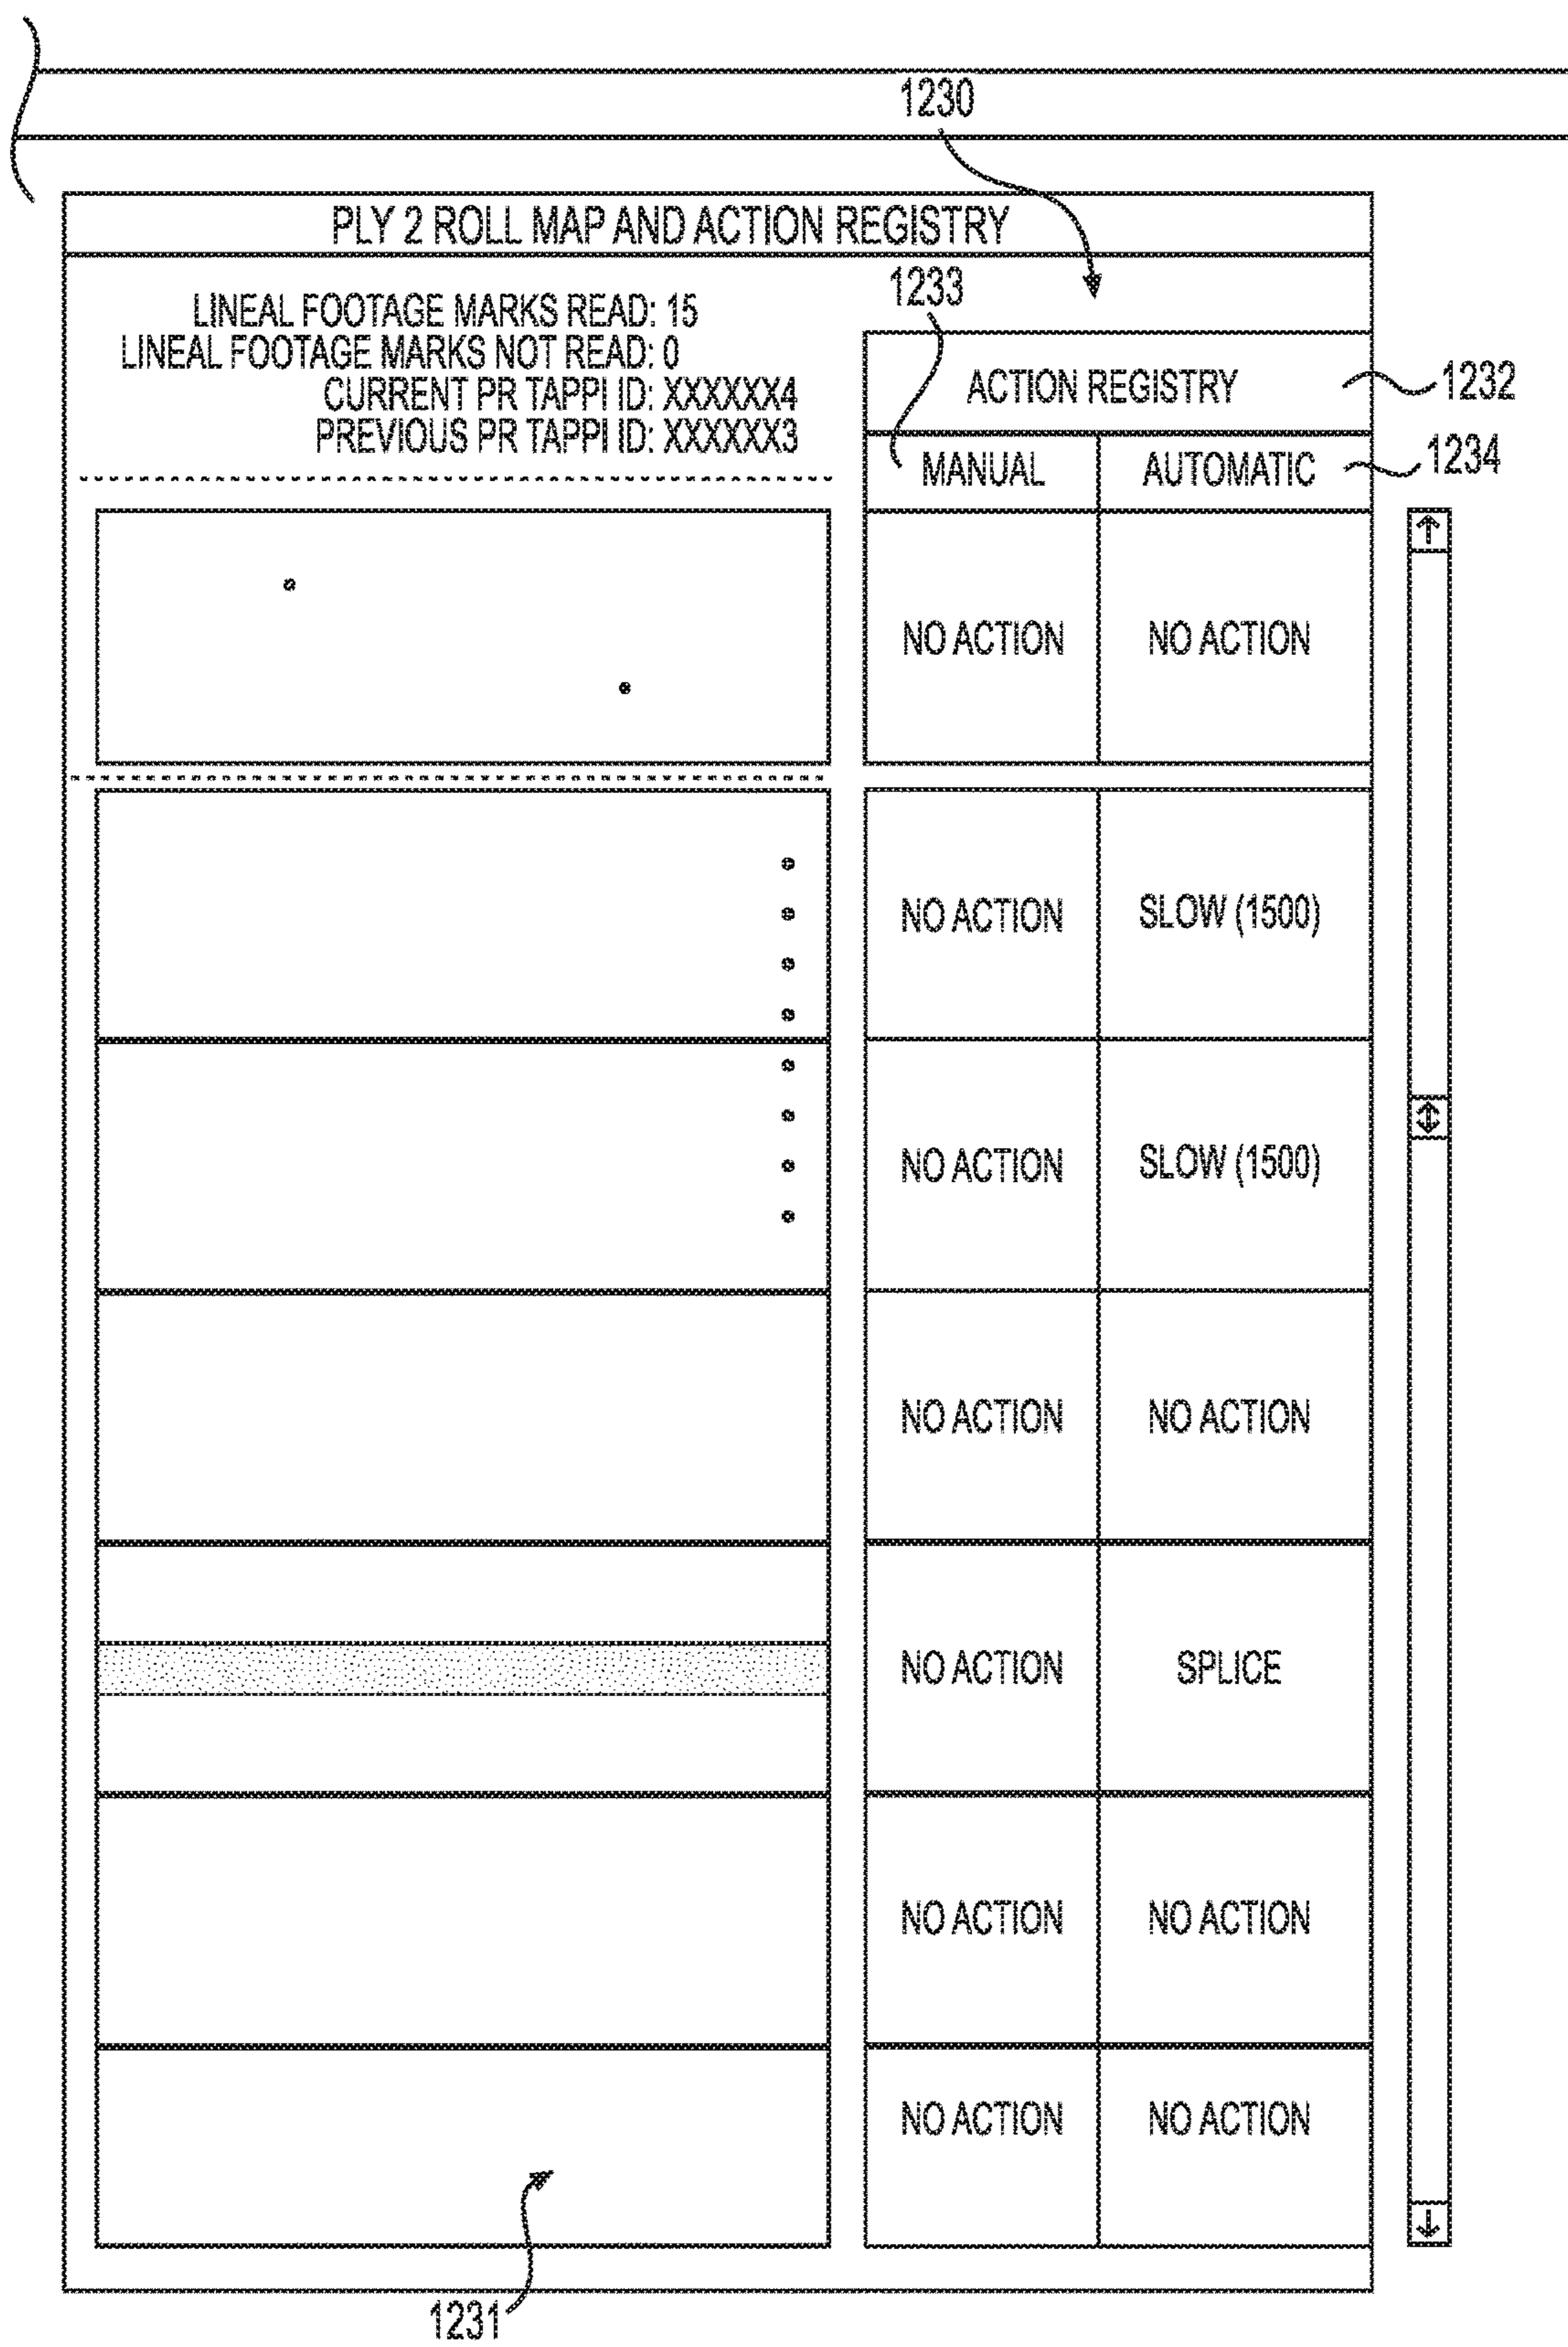 1230
PLY 2 ROLL MAP AND ACTION REGISTRY
1233
LINEAL FOOTAGE MARKS READ: 15
LINEAL FOOTAGE MARKS NOT READ: 0
CURRENT PR TAPPI ID: XXXXXX4
PREVIOUS PR TAPPI ID: XXXXXX3
ACTION REGISTRY
1232
MANUAL
AUTOMATIC
1234
NO ACTION
NO ACTION
NO ACTION
SLOW (1500)
NO ACTION
SLOW (1500)
NO ACTION
NO ACTION
NO ACTION
SPLICE
NO ACTION
NO ACTION
NO ACTION
NO ACTION
1231